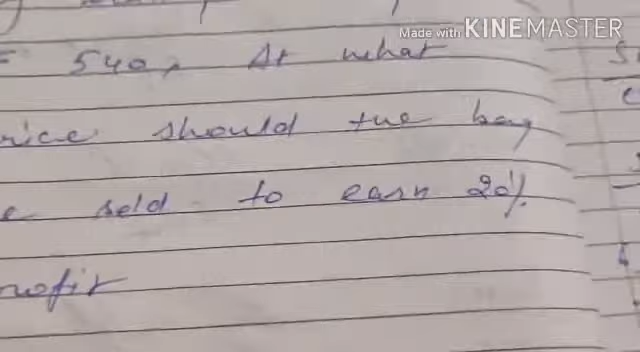 Made with KINEMASTER
540, At what
rice should the bag
e sold to earn 20%
rofit